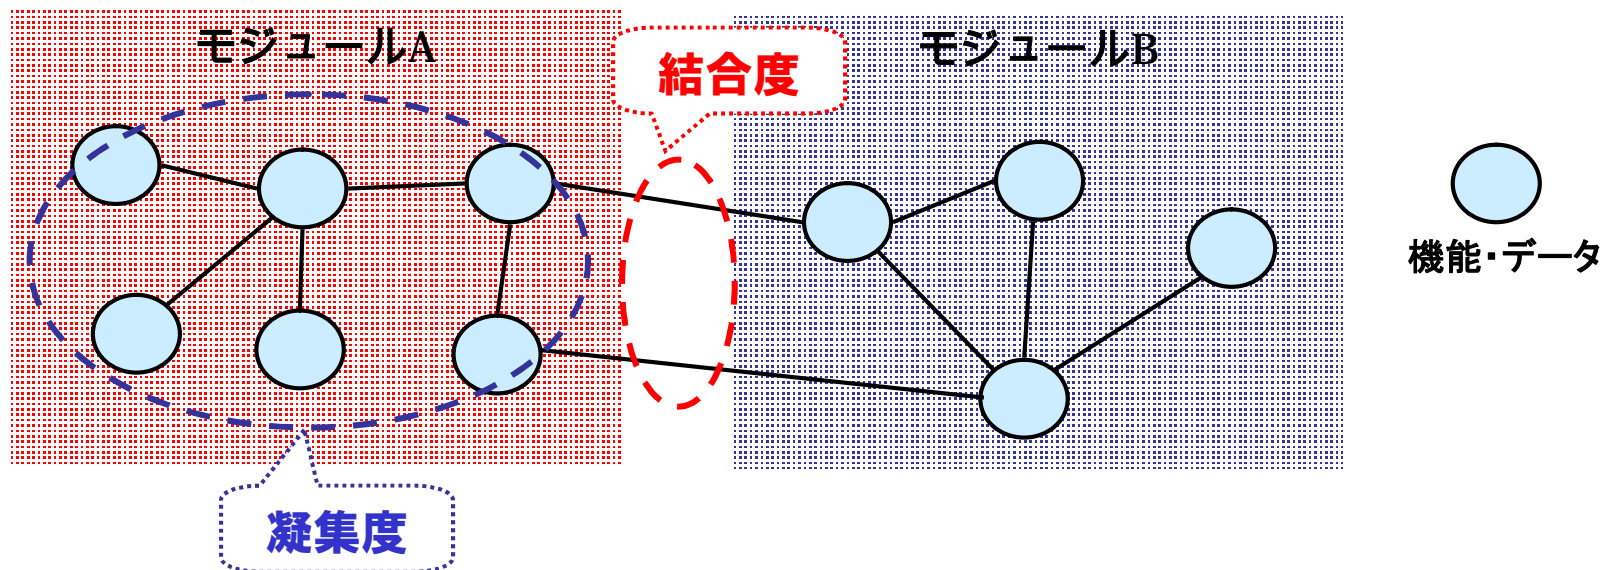 モジュールA
モジュールB
結合度
機能・データ
凝集度